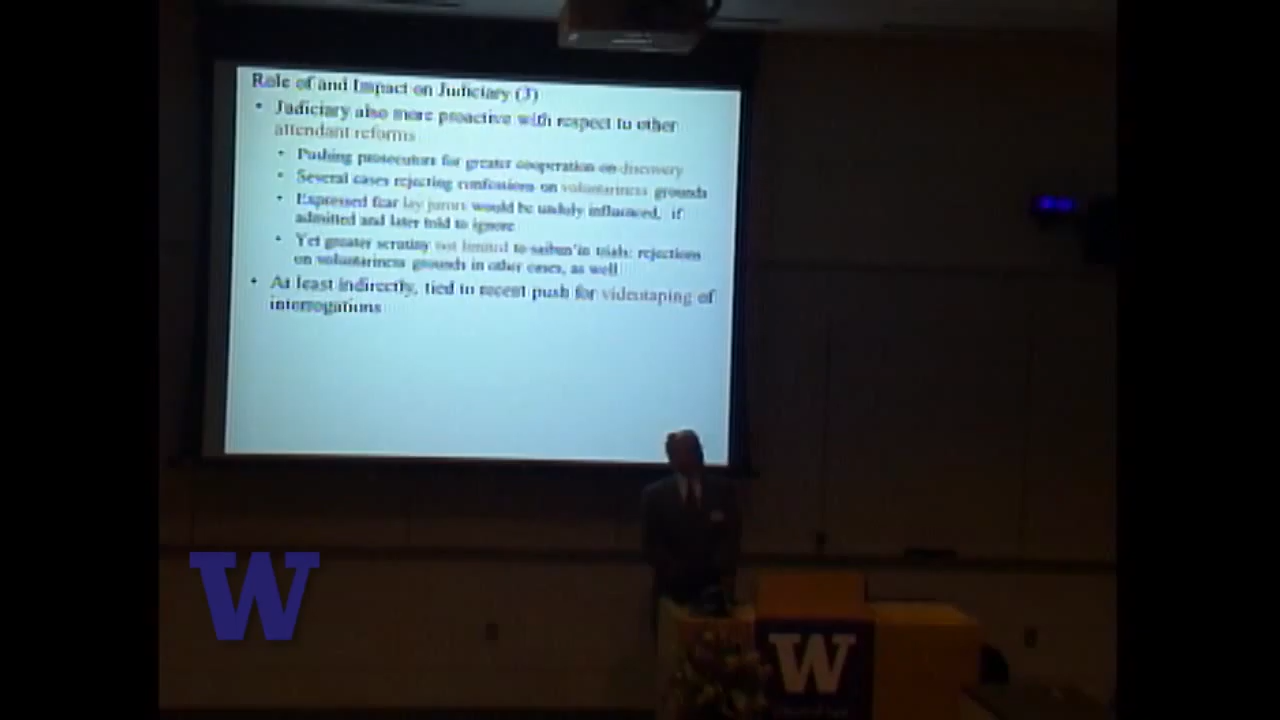 Role of and Impact on Judiciary (3)
• Judiciary also more proactive with respect to other
attendant reforms
• Pushing prosecutors for greater cooperation on discovery
• Several cases rejecting confessions on voluntariness grounds
• Expressed fear lay jurors would be unduly influenced, if
admitted and later told to ignore
• Yet greater scrutiny not limited to saiban'in trials: rejections
on voluntariness grounds in other cases, as well
• At least indirectly, tied to recent push for videotaping of
interrogations
W
W